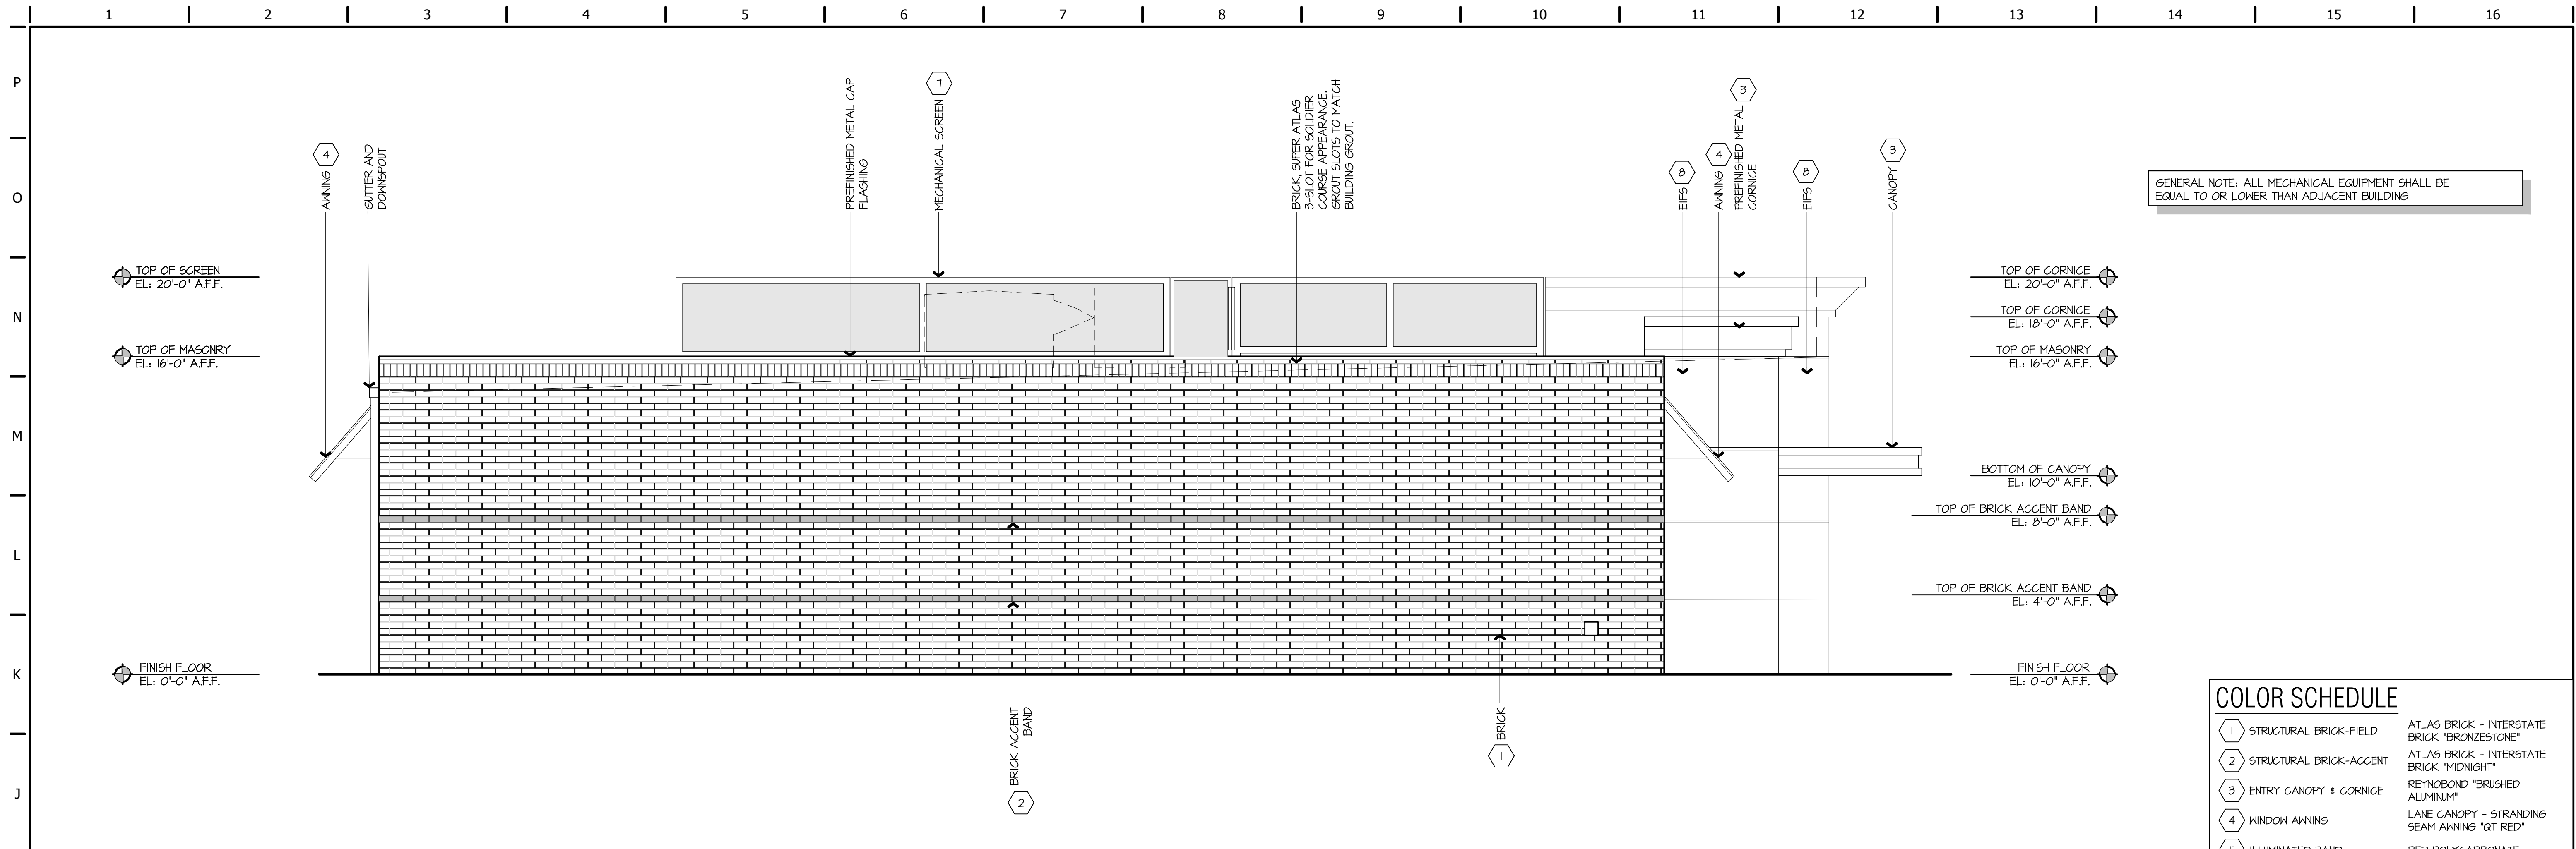 1 2 3 4 5 6 7 8 9 10 11 12 13 14 15 16
P
O
N
M
L
K
J
4
AWNING
GUTTER AND
DOWNSPOUT
PREFINISHED METAL CAP
FLASHING
7
MECHANICAL SCREEN
BRICK, SUPER ATLAS
3-SLOT FOR SOLDIER
COURSE APPEARANCE.
GROUT SLOTS TO MATCH
BUILDING GROUT.
8
EIFS
4
AWNING
3
PREFINISHED METAL
CORNICE
8
EIFS
3
CANOPY
GENERAL NOTE: ALL MECHANICAL EQUIPMENT SHALL BE
EQUAL TO OR LOWER THAN ADJACENT BUILDING
TOP OF SCREEN
EL: 20'-0" A.F.F.
TOP OF MASONRY
EL: 16'-0" A.F.F.
FINISH FLOOR
EL: 0'-0" A.F.F.
TOP OF CORNICE
EL: 20'-0" A.F.F.
TOP OF CORNICE
EL: 18'-0" A.F.F.
TOP OF MASONRY
EL: 16'-0" A.F.F.
BOTTOM OF CANOPY
EL: 10'-0" A.F.F.
TOP OF BRICK ACCENT BAND
EL: 8'-0" A.F.F.
TOP OF BRICK ACCENT BAND
EL: 4'-0" A.F.F.
FINISH FLOOR
EL: 0'-0" A.F.F.
BRICK ACCENT
BAND
2
BRICK
1
COLOR SCHEDULE
1 STRUCTURAL BRICK-FIELD ATLAS BRICK - INTERSTATE
BRICK "BRONZESTONE"
2 STRUCTURAL BRICK-ACCENT ATLAS BRICK - INTERSTATE
BRICK "MIDNIGHT"
3 ENTRY CANOPY & CORNICE REYNOBOND "BRUSHED
ALUMINUM"
4 WINDOW AWNING LANE CANOPY - STRANDING
SEAM AWNING "QT RED"
5 ILLUMINATED BAND RED POLYCARBONATE